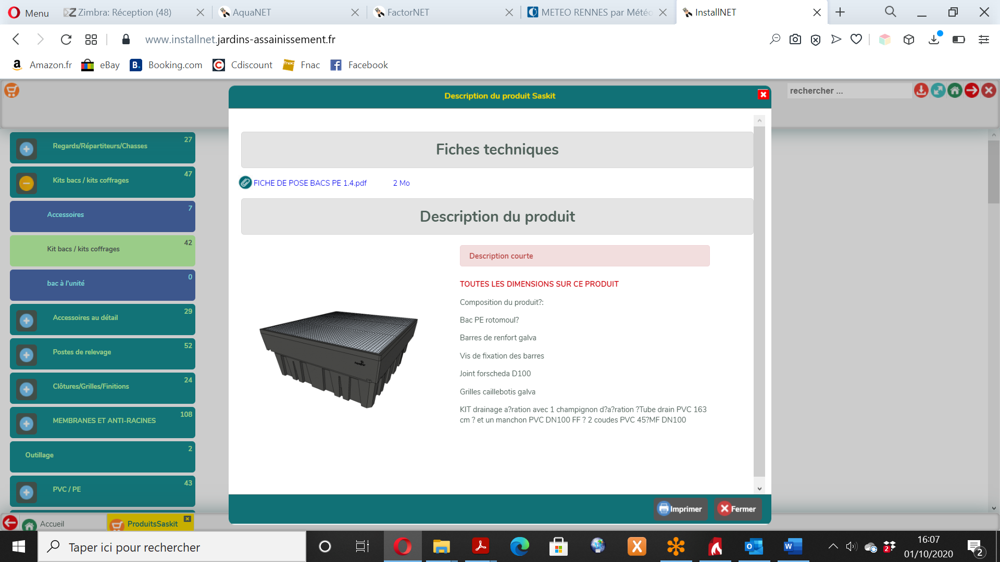 Menu
Zimbra: Réception (48)
AquaNET
FactorNET
METEO RENNES par Météo
InstallNET
www.installnet.jardins-assainissement.fr
Amazon.fr
eBay
Booking.com
Cdiscount
Fnac
Facebook
Description du produit Saskit
rechercher ...
Regards/Répartiteurs/Chasses 27
Kits bacs / kits coffrages 47
Accessoires 7
Kit bacs / kits coffrages 42
bac à l'unité 0
Accessoires au détail 29
Postes de relevage 52
Clôtures/Grilles/Finitions 24
MEMBRANES ET ANTI-RACINES 108
Outillage 2
PVC / PE 43
Fiches techniques
FICHE DE POSE BACS PE 1.4.pdf 2 Mo
Description du produit
Description courte
TOUTES LES DIMENSIONS SUR CE PRODUIT
Composition du produit?:
Bac PE rotomoul?
Barres de renfort galva
Vis de fixation des barres
Joint forscheda D100
Grilles caillebotis galva
KIT drainage a?ration avec 1 champignon d?a?ration ?Tube drain PVC 163
cm ? et un manchon PVC DN100 FF ? 2 coudes PVC 45?MF DN100
Imprimer
Fermer
Accueil
ProduitsSaskit
Taper ici pour rechercher
16:07
01/10/2020
2